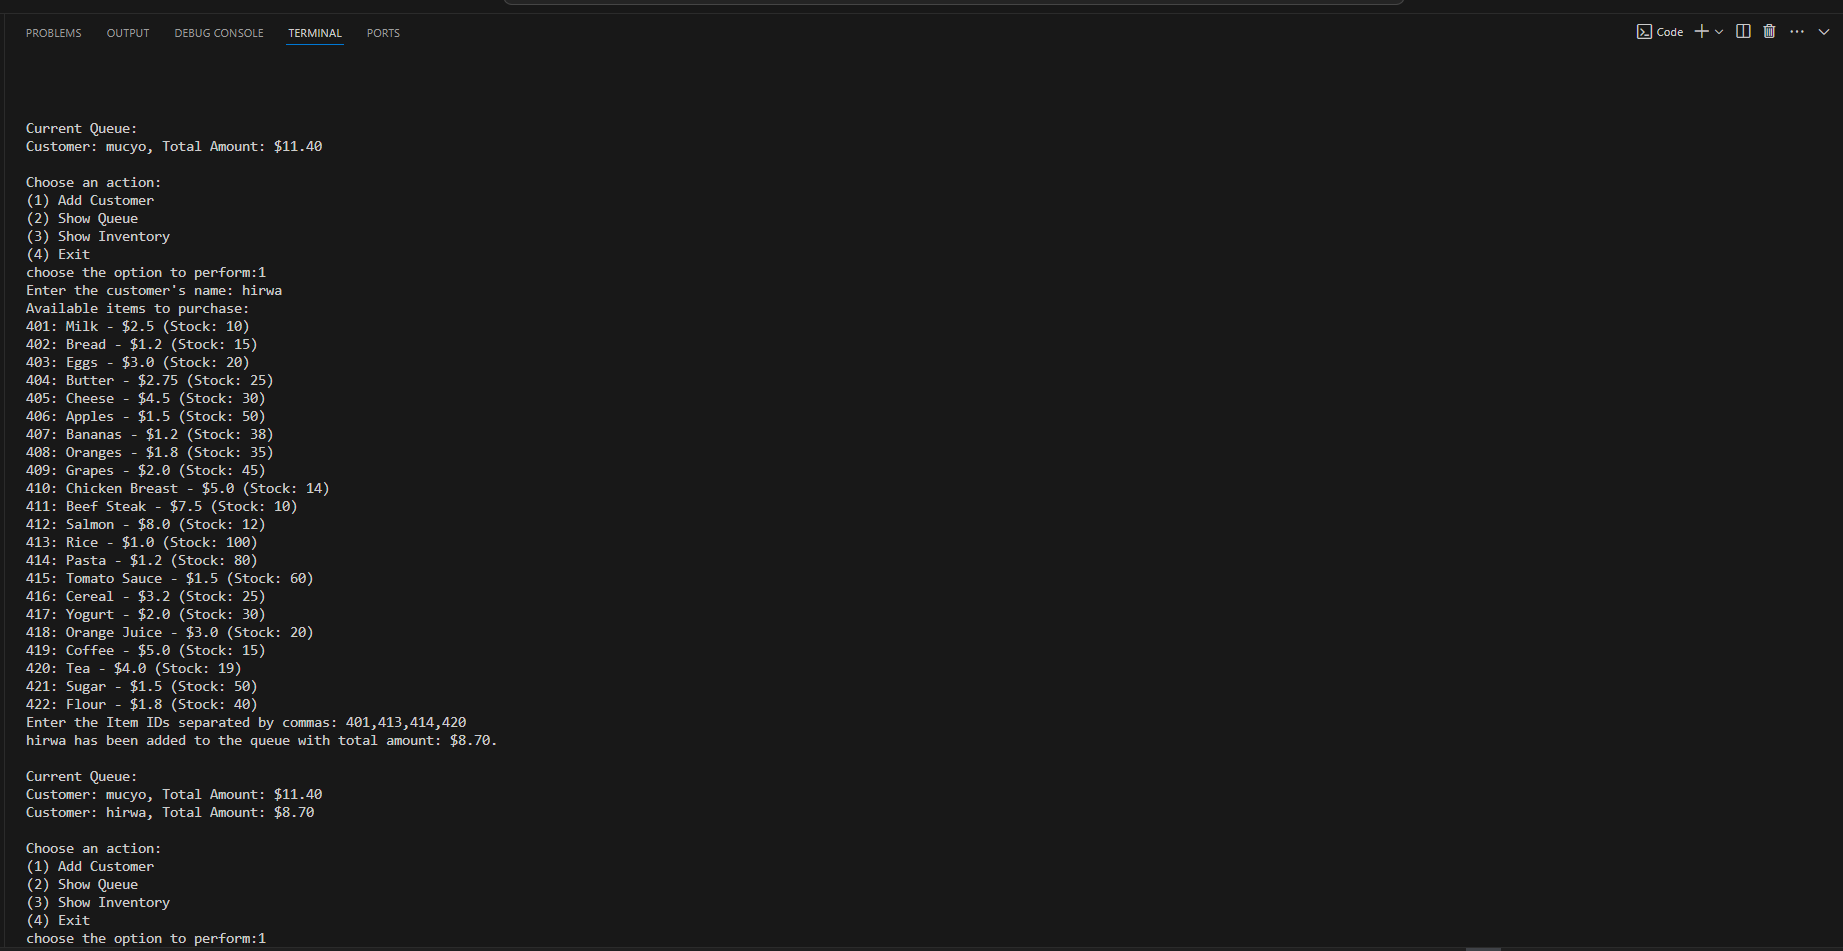 PROBLEMS OUTPUT DEBUG CONSOLE TERMINAL PORTS Code
Current Queue:
Customer: mucyo, Total Amount: $11.40
Choose an action:
(1) Add Customer
(2) Show Queue
(3) Show Inventory
(4) Exit
choose the option to perform:1
Enter the customer's name: hirwa
Available items to purchase:
401: Milk - $2.5 (Stock: 10)
402: Bread - $1.2 (Stock: 15)
403: Eggs - $3.0 (Stock: 20)
404: Butter - $2.75 (Stock: 25)
405: Cheese - $4.5 (Stock: 30)
406: Apples - $1.5 (Stock: 50)
407: Bananas - $1.2 (Stock: 38)
408: Oranges - $1.8 (Stock: 35)
409: Grapes - $2.0 (Stock: 45)
410: Chicken Breast - $5.0 (Stock: 14)
411: Beef Steak - $7.5 (Stock: 10)
412: Salmon - $8.0 (Stock: 12)
413: Rice - $1.0 (Stock: 100)
414: Pasta - $1.2 (Stock: 80)
415: Tomato Sauce - $1.5 (Stock: 60)
416: Cereal - $3.2 (Stock: 25)
417: Yogurt - $2.0 (Stock: 30)
418: Orange Juice - $3.0 (Stock: 20)
419: Coffee - $5.0 (Stock: 15)
420: Tea - $4.0 (Stock: 19)
421: Sugar - $1.5 (Stock: 50)
422: Flour - $1.8 (Stock: 40)
Enter the Item IDs separated by commas: 401,413,414,420
hirwa has been added to the queue with total amount: $8.70.
Current Queue:
Customer: mucyo, Total Amount: $11.40
Customer: hirwa, Total Amount: $8.70
Choose an action:
(1) Add Customer
(2) Show Queue
(3) Show Inventory
(4) Exit
choose the option to perform:1